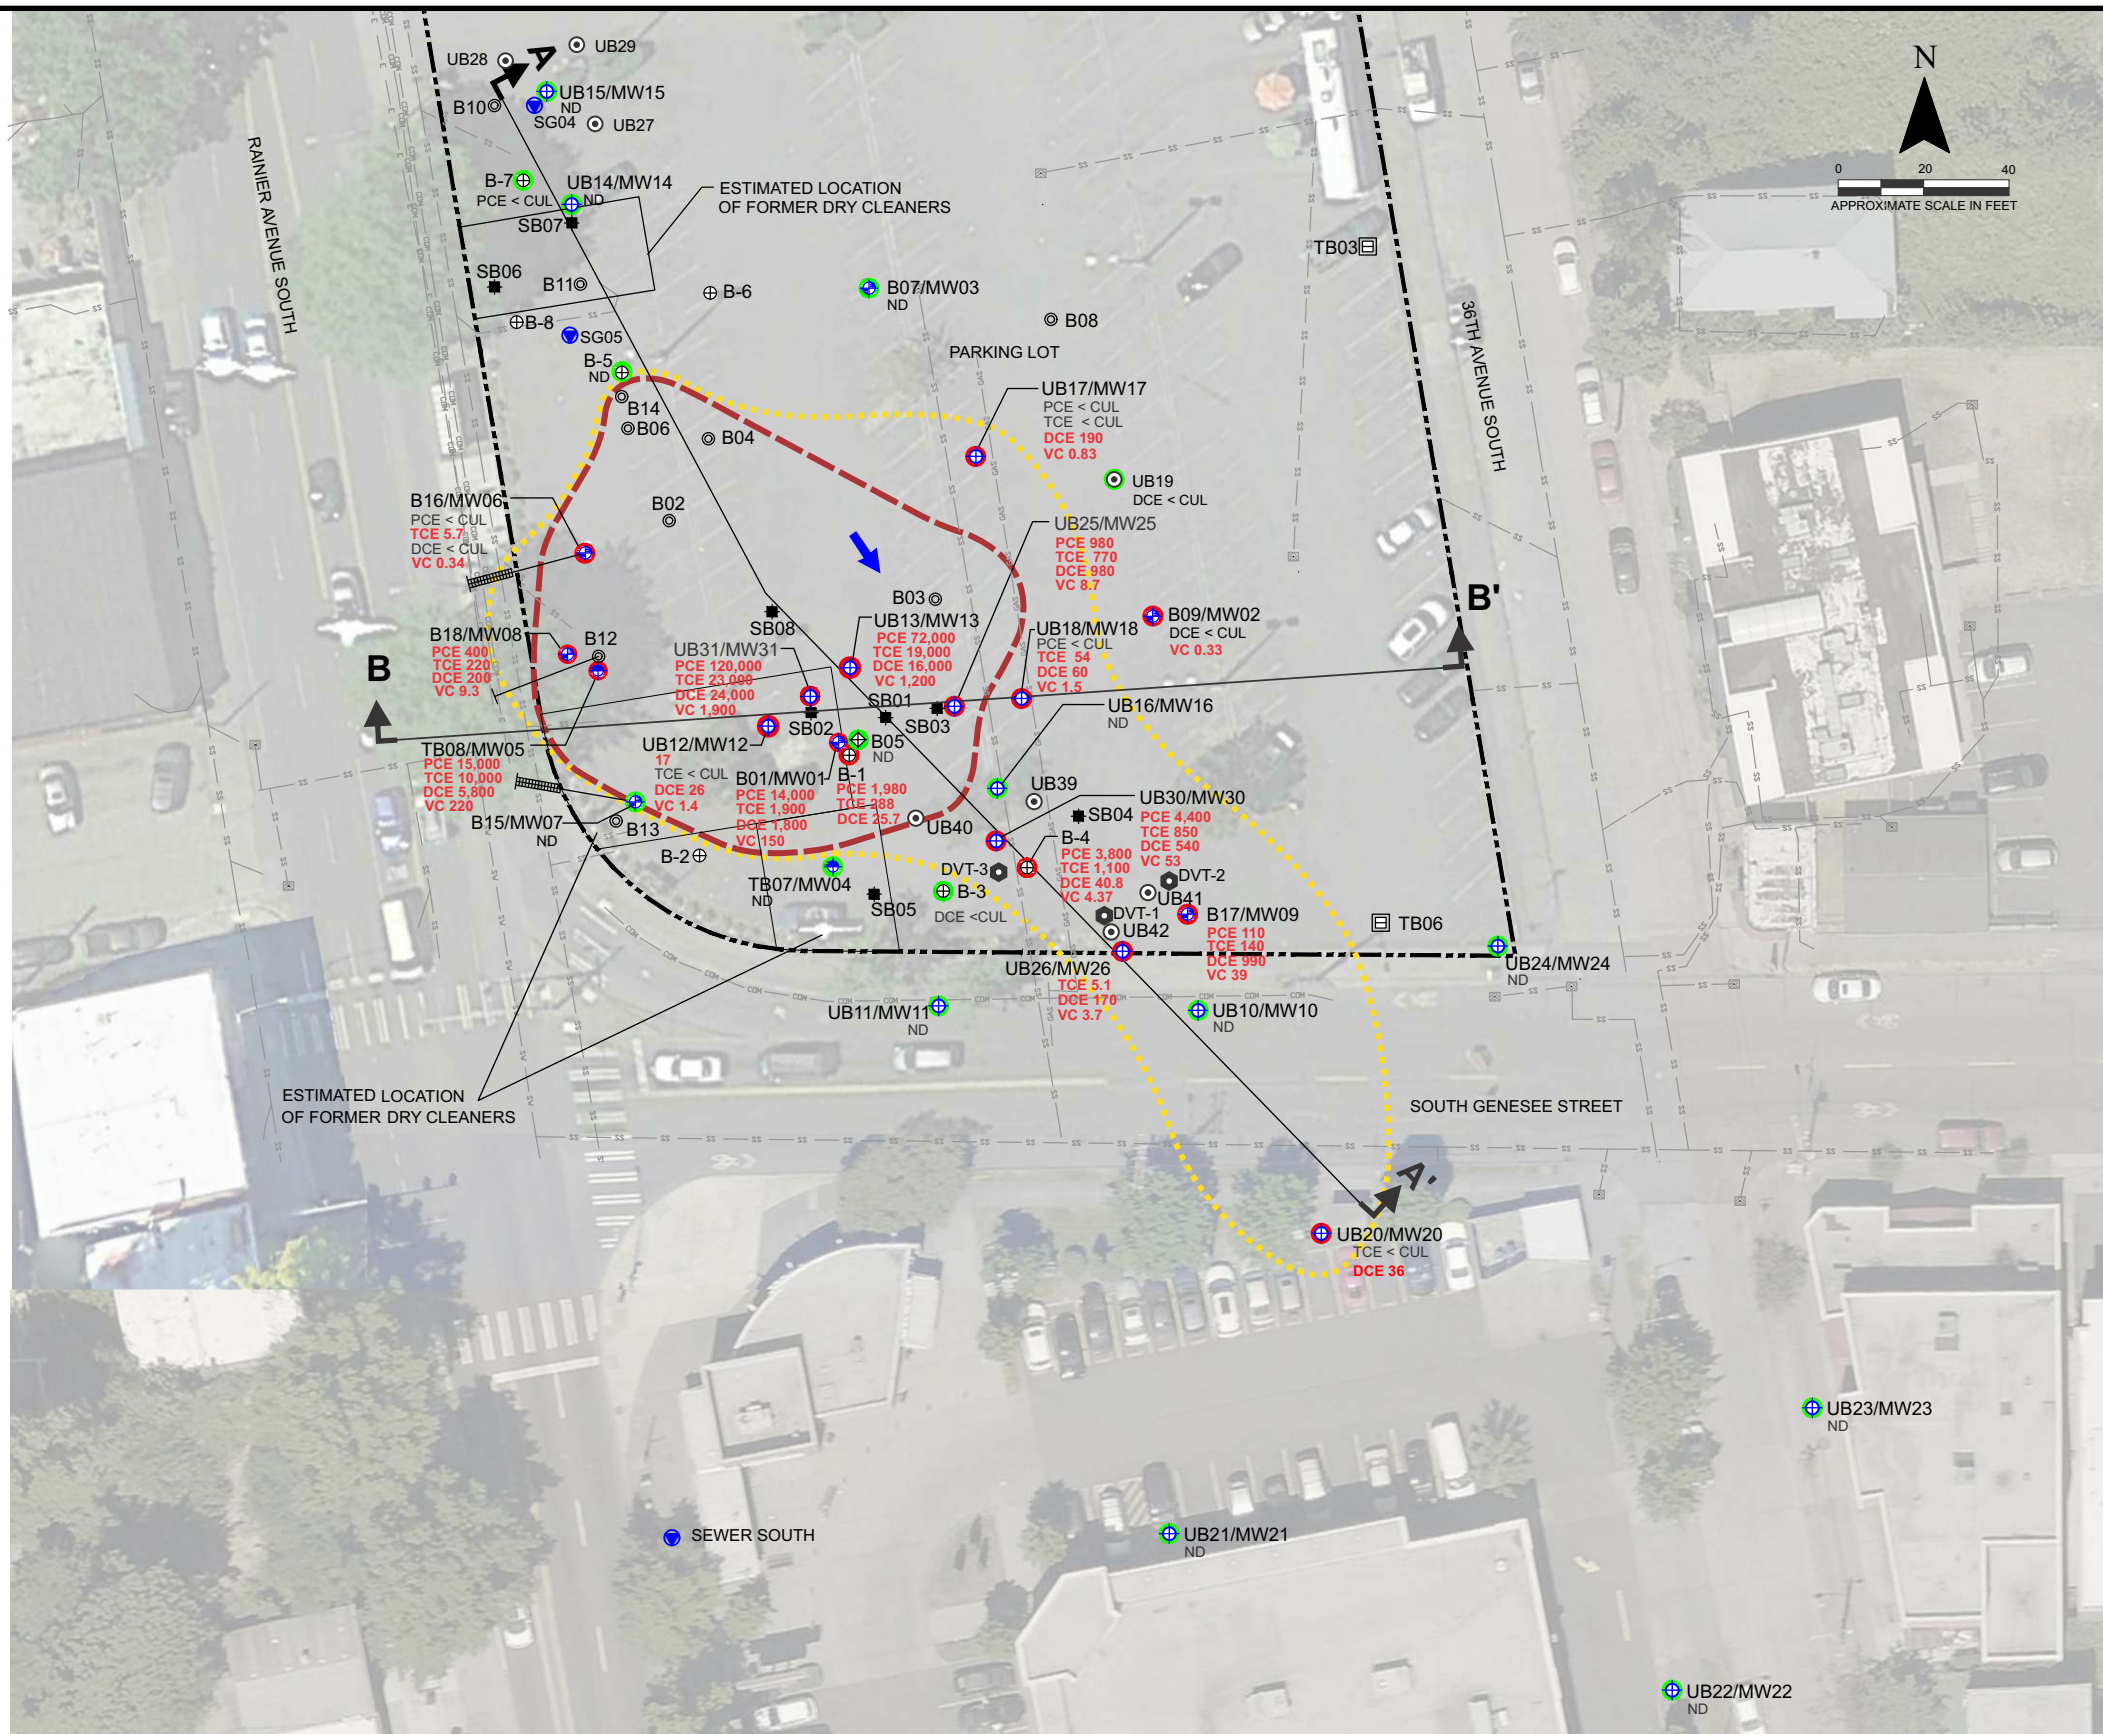 UB28
UB29
A
B10
UB15/MW15
ND
SG04
UB27
N
0 20 40
APPROXIMATE SCALE IN FEET
RAINIER AVENUE SOUTH
B-7
PCE < CUL
UB14/MW14
ND
SB07
ESTIMATED LOCATION
OF FORMER DRY CLEANERS
TB03
SB06
B11
B-6
B07/MW03
ND
B-8
SG05
B08
PARKING LOT
36TH AVENUE SOUTH
B-5
ND
B14
B06
B04
UB17/MW17
PCE < CUL
TCE < CUL
DCE 190
VC 0.83
UB19
DCE < CUL
B16/MW06
PCE < CUL
TCE 5.7
DCE < CUL
VC 0.34
B02
UB25/MW25
PCE 980
TCE 770
DCE 980
VC 8.7
B03
SB08
UB13/MW13
PCE 72,000
TCE 19,000
DCE 16,000
VC 1,200
B09/MW02
DCE < CUL
VC 0.33
B'
B18/MW08
PCE 400
TCE 220
DCE 200
VC 9.3
B12
UB31/MW31
PCE 120,000
TCE 23,000
DCE 24,000
VC 1,900
UB18/MW18
PCE < CUL
TCE 54
DCE 60
VC 1.5
B
SB01
SB02
SB03
UB16/MW16
ND
TB08/MW05
PCE 15,000
TCE 10,000
DCE 5,800
VC 220
UB12/MW12
17
TCE < CUL
DCE 26
VC 1.4
B05
ND
B01/MW01
PCE 14,000
TCE 1,900
DCE 1,800
VC 150
B-1
PCE 1,980
TCE 288
DCE 25.7
UB39
UB30/MW30
PCE 4,400
TCE 850
DCE 540
VC 53
SB04
B15/MW07
ND
B13
UB40
B-4
PCE 3,800
TCE 1,100
DCE 40.8
VC 4.37
B-2
DVT-3
DVT-2
TB07/MW04
ND
SB05
B-3
DCE <CUL
UB41
DVT-1
UB42
B17/MW09
PCE 110
TCE 140
DCE 990
VC 39
TB06
UB24/MW24
ND
UB26/MW26
TCE 5.1
DCE 170
VC 3.7
UB11/MW11
ND
UB10/MW10
ND
ESTIMATED LOCATION
OF FORMER DRY CLEANERS
SOUTH GENESEE STREET
A'
UB20/MW20
TCE < CUL
DCE 36
UB23/MW23
ND
SEWER SOUTH
UB21/MW21
ND
UB22/MW22
ND